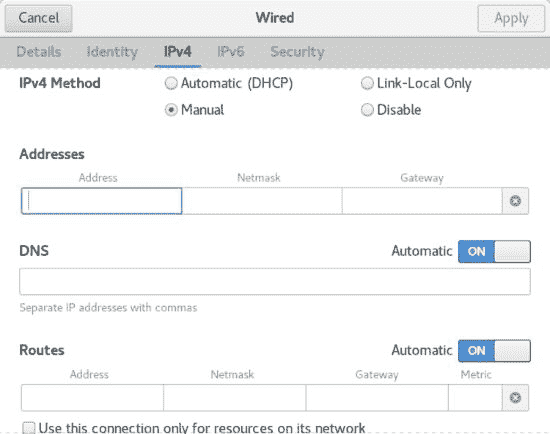 Cancel Wired Apply
Details Identity IPv4 IPv6 Security
IPv4 Method Automatic (DHCP) Link-Local Only
Manual Disable
Addresses
Address Netmask Gateway
DNS Automatic ON
Separate IP addresses with commas
Routes Automatic ON
Address Netmask Gateway Metric
Use this connection only for resources on its network